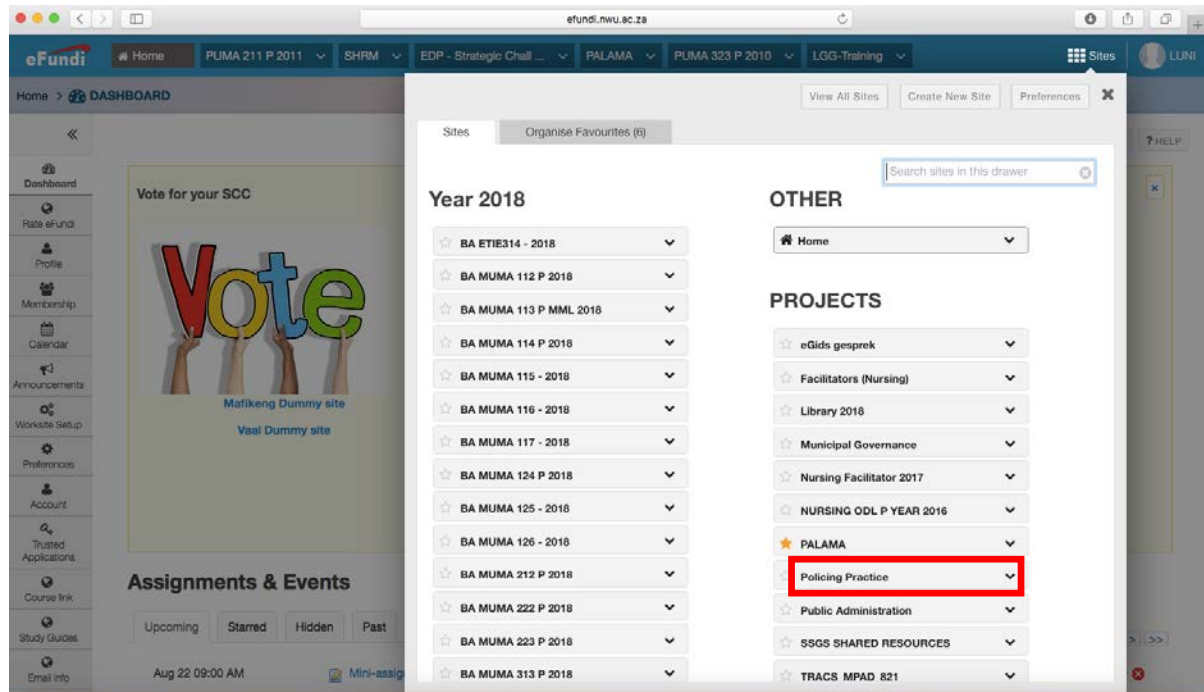 efundi.nwu.ac.za
eFundi
Home
PUMA 211 P 2011
SHRM
EDP - Strategic Chall ...
PALAMA
PUMA 323 P 2010
LGG-Training
Sites
LUNI
Home > DASHBOARD
View All Sites
Create New Site
Preferences
Sites
Organise Favourites (6)
? HELP
Search sites in this drawer
Dashboard
Rate eFundi
Profile
Membership
Calendar
Announcements
Worksite Setup
Preferences
Account
Trusted
Applications
Course link
Study Guides
Email info
Vote for your SCC
Vote
Mafikeng Dummy site
Vaal Dummy site
Assignments & Events
Upcoming
Starred
Hidden
Past
Aug 22 09:00 AM
Mini-assig
Year 2018
BA ETIE314 - 2018
BA MUMA 112 P 2018
BA MUMA 113 P MML 2018
BA MUMA 114 P 2018
BA MUMA 115 - 2018
BA MUMA 116 - 2018
BA MUMA 117 - 2018
BA MUMA 124 P 2018
BA MUMA 125 - 2018
BA MUMA 126 - 2018
BA MUMA 212 P 2018
BA MUMA 222 P 2018
BA MUMA 223 P 2018
BA MUMA 313 P 2018
OTHER
Home
PROJECTS
eGids gesprek
Facilitators (Nursing)
Library 2018
Municipal Governance
Nursing Facilitator 2017
NURSING ODL P YEAR 2016
PALAMA
Policing Practice
Public Administration
SSGS SHARED RESOURCES
TRACS MPAD 821
> >>